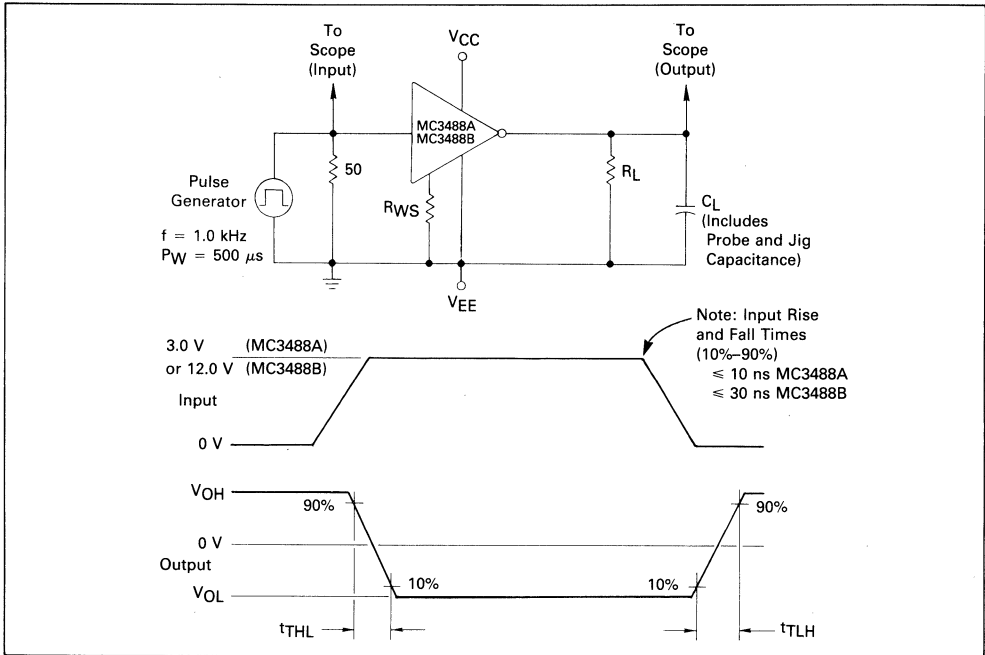 To
Scope
(Input)
VCC
To
Scope
(Output)
MC3488A
MC3488B
50
RL
Pulse
Generator
RWS
CL
(Includes
Probe and Jig
Capacitance)
f = 1.0 kHz
PW = 500 μs
VEE
Note: Input Rise
and Fall Times
(10%–90%)
≤ 10 ns MC3488A
≤ 30 ns MC3488B
3.0 V (MC3488A)
or 12.0 V (MC3488B)
Input
0 V
VOH
90%
90%
0 V
Output
10%
10%
VOL
tTHL
tTLH